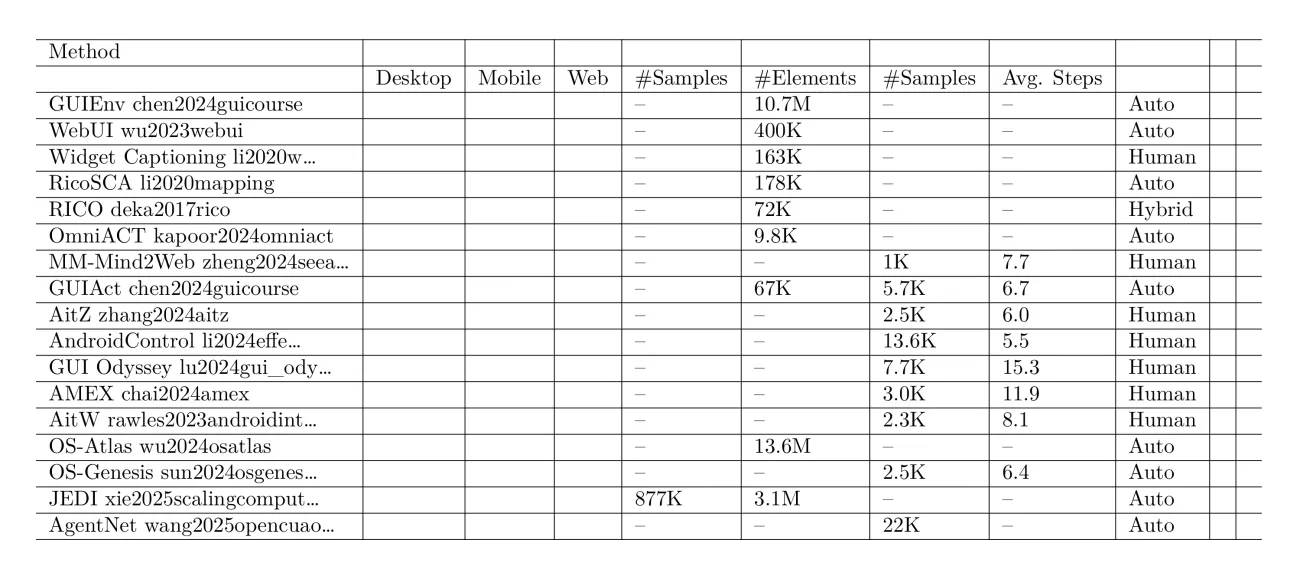 Method
Desktop Mobile Web #Samples #Elements #Samples Avg. Steps
GUIEnv chen2024guicourse – 10.7M – – Auto
WebUI wu2023webui – 400K – – Auto
Widget Captioning li2020w… – 163K – – Human
RicoSCA li2020mapping – 178K – – Auto
RICO deka2017rico – 72K – – Hybrid
OmniACT kapoor2024omniact – 9.8K – – Auto
MM-Mind2Web zheng2024seea… – – 1K 7.7 Human
GUIAct chen2024guicourse – 67K 5.7K 6.7 Auto
AitZ zhang2024aitz – – 2.5K 6.0 Human
AndroidControl li2024effe… – – 13.6K 5.5 Human
GUI Odyssey lu2024gui_ody… – – 7.7K 15.3 Human
AMEX chai2024amex – – 3.0K 11.9 Human
AitW rawles2023androidint… – – 2.3K 8.1 Human
OS-Atlas wu2024osatlas – 13.6M – – Auto
OS-Genesis sun2024osgenes… – – 2.5K 6.4 Auto
JEDI xie2025scalingcomput… 877K 3.1M – – Auto
AgentNet wang2025opencuao… – – 22K – Auto